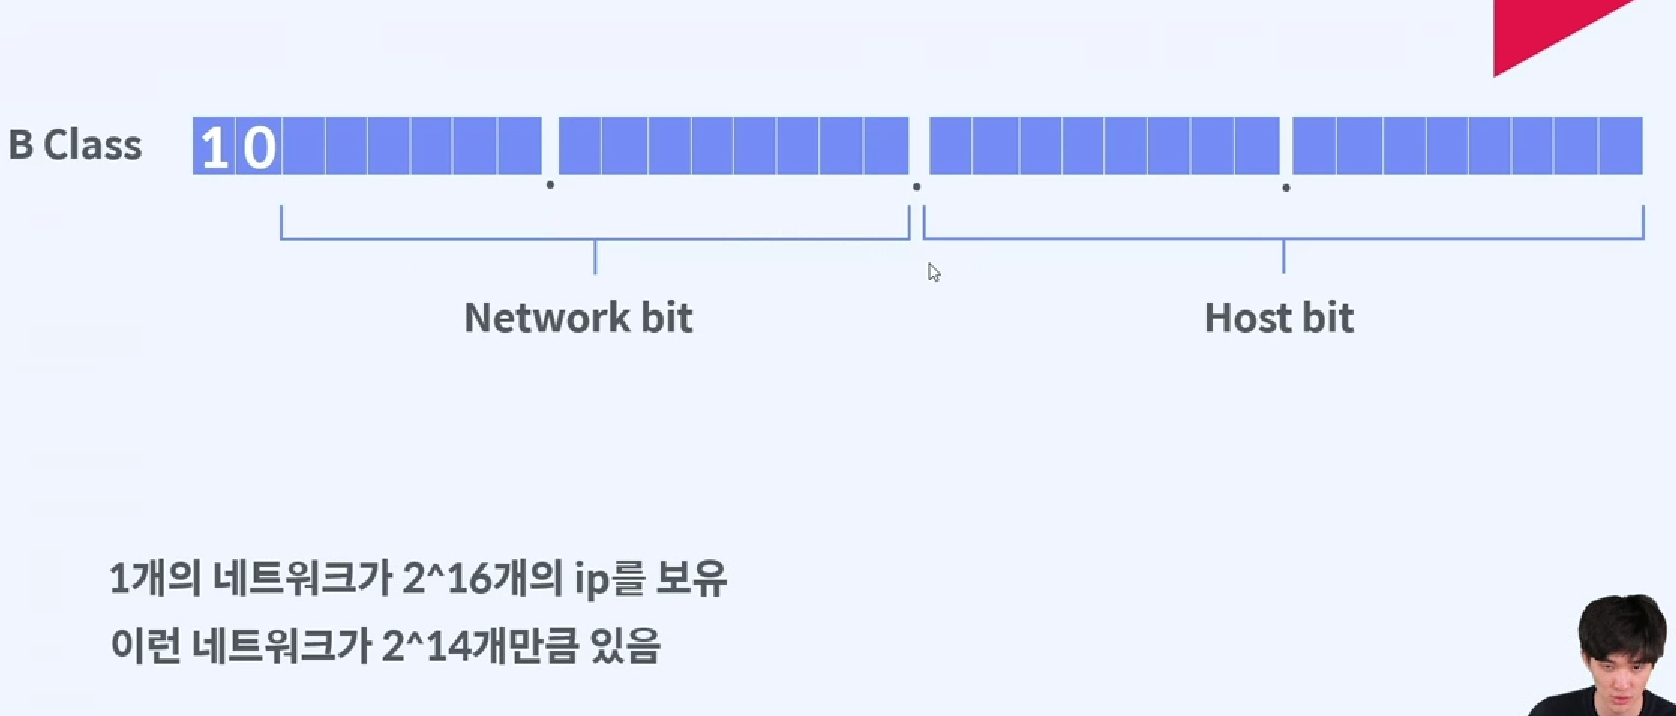 B Class 1 0 . . .
Network bit Host bit
1개의 네트워크가 2^16개의 ip를 보유
이런 네트워크가 2^14개만큼 있음